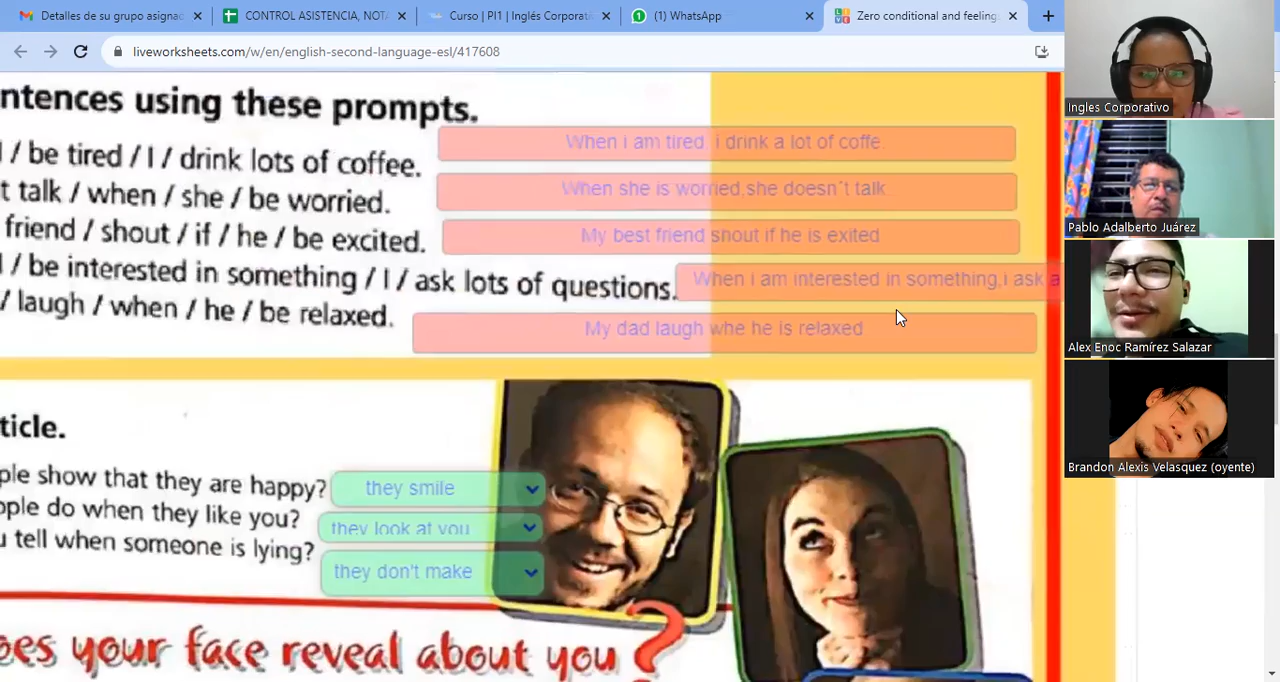 Detalles de su grupo asignac
CONTROL ASISTENCIA, NOTA
Curso | PI1 | Inglés Corporativ
(1) WhatsApp
Zero conditional and feeling
liveworksheets.com/w/en/english-second-language-esl/417608
ntences using these prompts.
I / be tired / I / drink lots of coffee.
When i am tired, i drink a lot of coffe.
t talk / when / she / be worried.
When she is worried,she doesn´t talk
friend / shout / if / he / be excited.
My best friend shout if he is exited
I / be interested in something / I / ask lots of questions.
When i am interested in something,i ask a
/ laugh / when / he / be relaxed.
My dad laugh whe he is relaxed
ticle.
ple show that they are happy?
they smile
ople do when they like you?
they look at you
u tell when someone is lying?
they don't make
oes your face reveal about you?
Ingles Corporativo
Pablo Adalberto Juárez
Alex Enoc Ramírez Salazar
Brandon Alexis Velasquez (oyente)